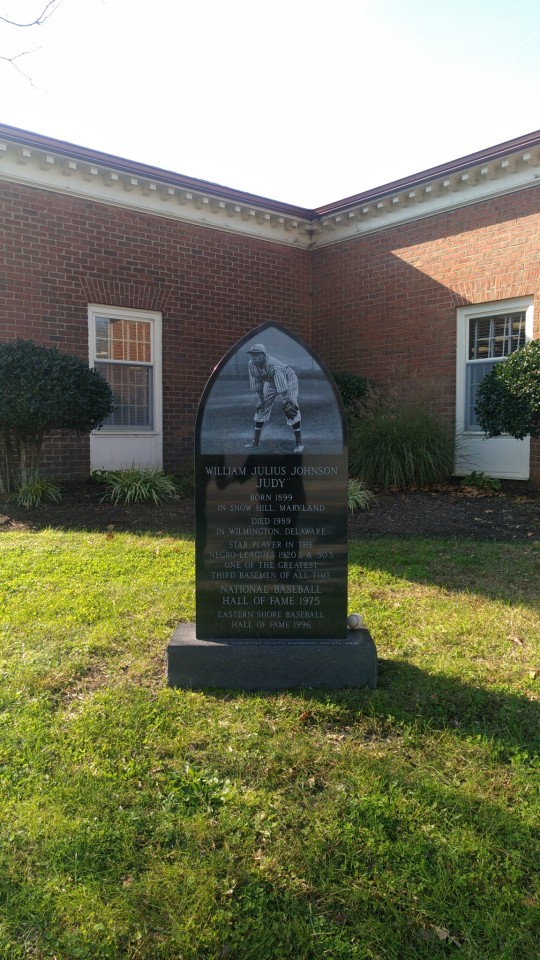 WILLIAM JULIUS JOHNSON
"JUDY"
BORN 1899
IN SNOW HILL, MARYLAND
DIED 1989
IN WILMINGTON, DELAWARE
STAR PLAYER IN THE
NEGRO LEAGUES 1920'S & 30'S
ONE OF THE GREATEST
THIRD BASEMEN OF ALL TIME
NATIONAL BASEBALL
HALL OF FAME 1975
EASTERN SHORE BASEBALL
HALL OF FAME 1996